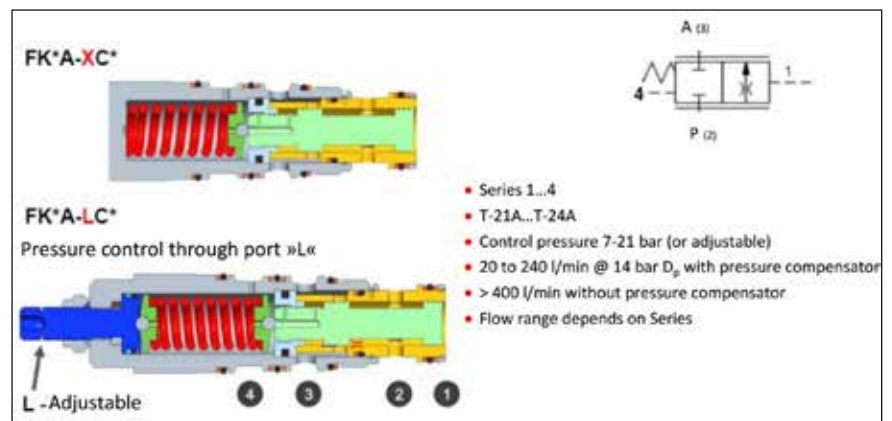 FK*A-XC*
A (3)
1
4
P (2)
FK*A-LC*
Pressure control through port »L«
L - Adjustable
4
3
2
1
• Series 1...4
• T-21A...T-24A
• Control pressure 7-21 bar (or adjustable)
• 20 to 240 l/min @ 14 bar Dp with pressure compensator
• > 400 l/min without pressure compensator
• Flow range depends on Series